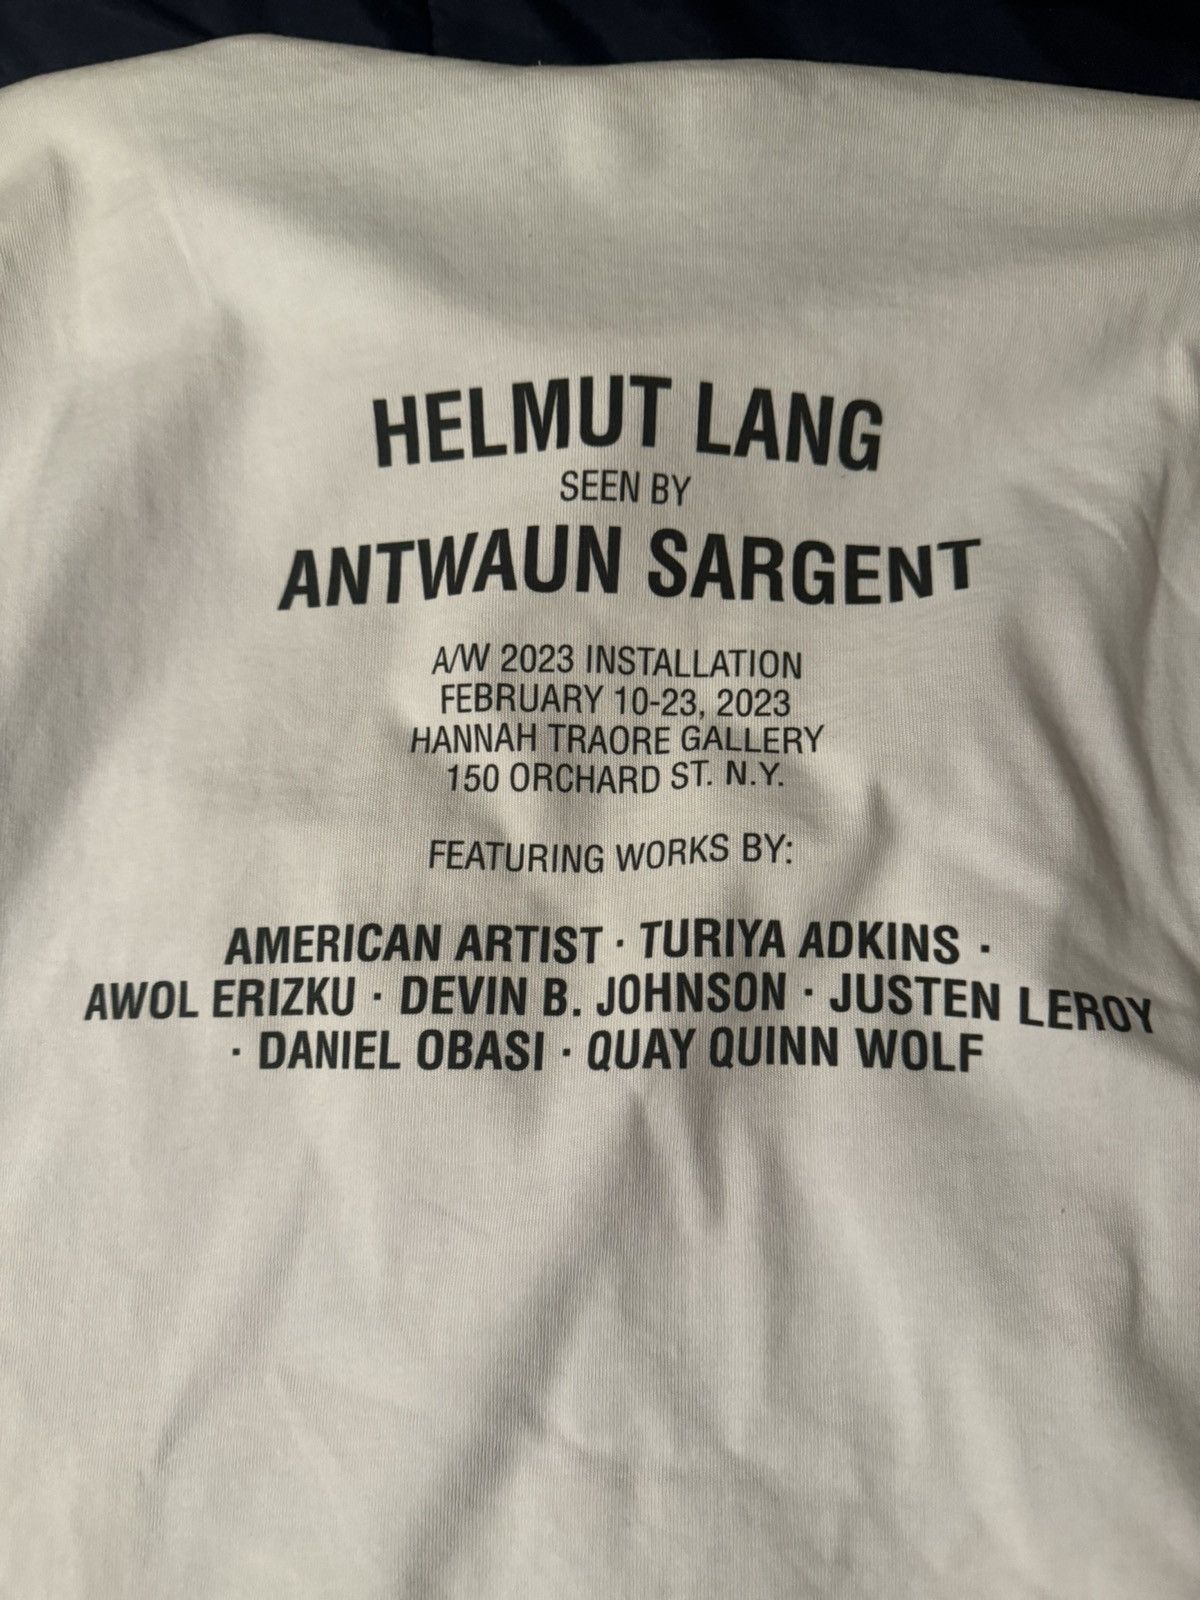 HELMUT LANG
SEEN BY
ANTWAUN SARGENT
A/W 2023 INSTALLATION
FEBRUARY 10-23, 2023
HANNAH TRAORE GALLERY
150 ORCHARD ST. N.Y.
FEATURING WORKS BY:
AMERICAN ARTIST · TURIYA ADKINS ·
AWOL ERIZKU · DEVIN B. JOHNSON · JUSTEN LEROY
· DANIEL OBASI · QUAY QUINN WOLF